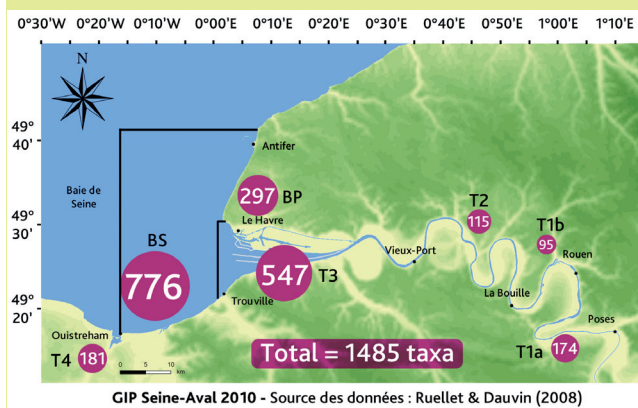 0°30'W 0°20'W 0°10'W 0°00'E 0°10'E 0°20'E 0°30'E 0°40'E 0°50'E 1°00'E 1°10'E
N
49°
40'
Antifer
Baie de
Seine
297 BP
Le Havre
49°
30'
T2
115
T1b
95
Rouen
BS
776
547 T3
Vieux-Port
La Bouille
Trouville
49°
20'
Ouistreham
Poses
T4 181
0 5 10
km
Total = 1485 taxa
T1a 174
GIP Seine-Aval 2010 - Source des données : Ruellet & Dauvin (2008)